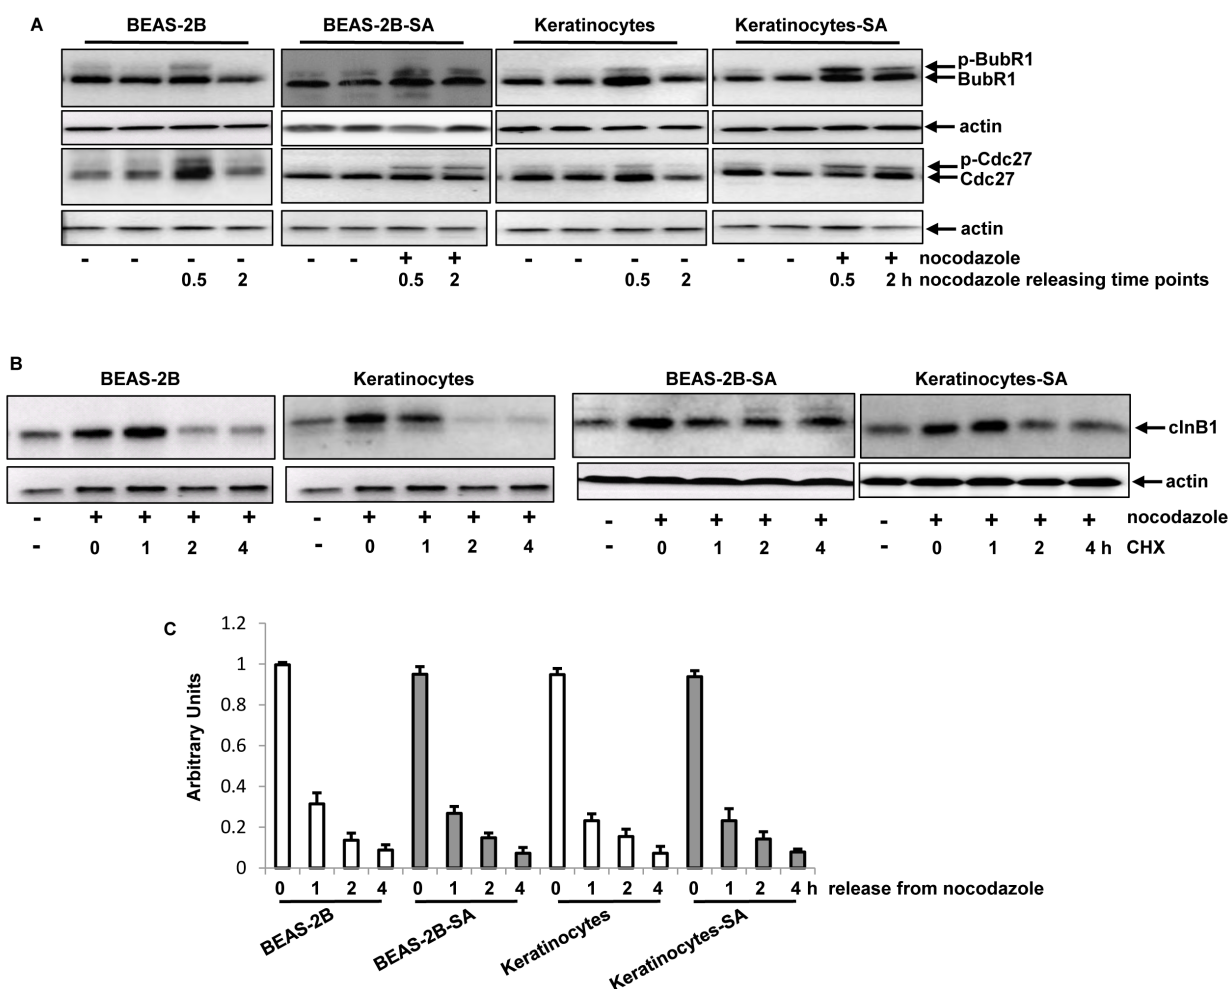 A
BEAS-2B BEAS-2B-SA Keratinocytes Keratinocytes-SA
p-BubR1
BubR1
actin
p-Cdc27
Cdc27
actin
- - - - - - + + - - - - - - + + nocodazole
0.5 2 0.5 2 0.5 2 0.5 2 h nocodazole releasing time points
B
BEAS-2B Keratinocytes BEAS-2B-SA Keratinocytes-SA
clnB1
actin
- + + + + - + + + + - + + + + - + + + + nocodazole
- 0 1 2 4 - 0 1 2 4 - 0 1 2 4 - 0 1 2 4 h CHX
C
Arbitrary Units
1.2
1
0.8
0.6
0.4
0.2
0
0 1 2 4 0 1 2 4 0 1 2 4 0 1 2 4 h release from nocodazole
BEAS-2B BEAS-2B-SA Keratinocytes Keratinocytes-SA